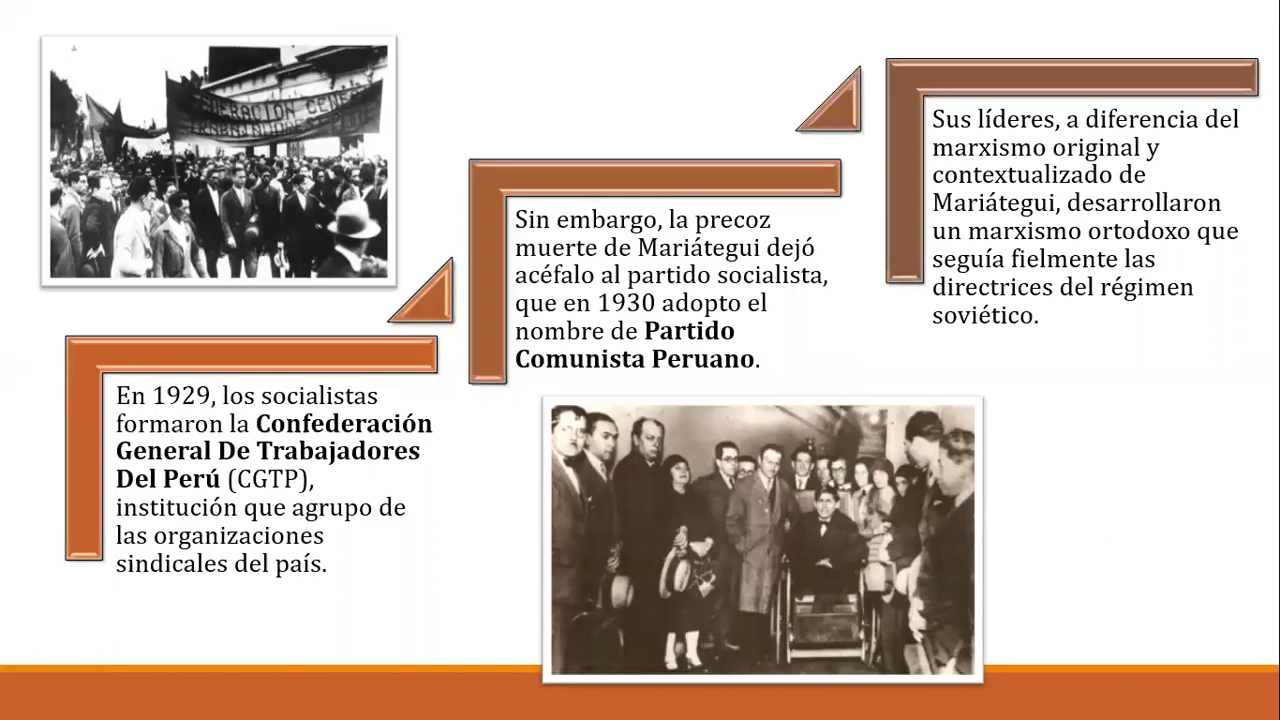 ENERACIÓN GENE
En 1929, los socialistas
formaron la Confederación
General De Trabajadores
Del Perú (CGTP),
institución que agrupo de
las organizaciones
sindicales del país.
Sin embargo, la precoz
muerte de Mariátegui dejó
acéfalo al partido socialista,
que en 1930 adopto el
nombre de Partido
Comunista Peruano.
Sus líderes, a diferencia del
marxismo original y
contextualizado de
Mariátegui, desarrollaron
un marxismo ortodoxo que
seguía fielmente las
directrices del régimen
soviético.